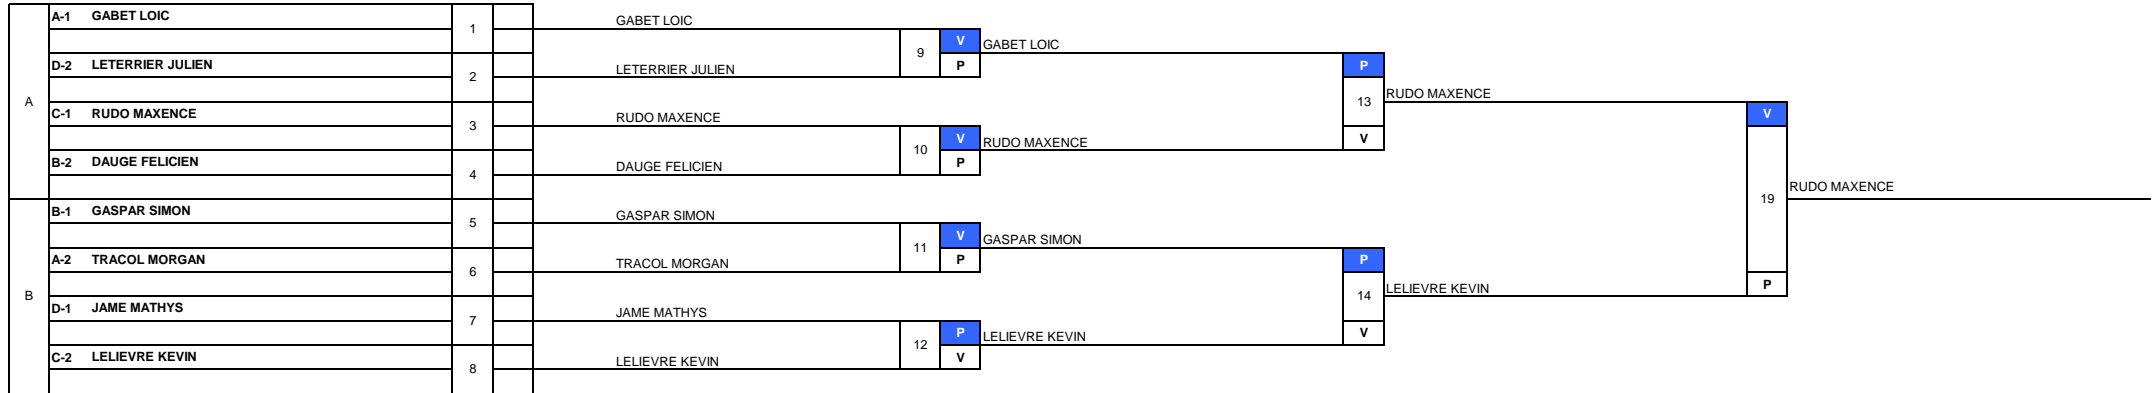 A-1 GABET LOIC
1
GABET LOIC
9
V
P
GABET LOIC
D-2 LETERRIER JULIEN
2
LETERRIER JULIEN
P
13
V
RUDO MAXENCE
A
C-1 RUDO MAXENCE
3
RUDO MAXENCE
10
V
P
RUDO MAXENCE
B-2 DAUGE FELICIEN
4
DAUGE FELICIEN
V
19
P
RUDO MAXENCE
B-1 GASPAR SIMON
5
GASPAR SIMON
11
V
P
GASPAR SIMON
A-2 TRACOL MORGAN
6
TRACOL MORGAN
P
14
V
LELIEVRE KEVIN
B
D-1 JAME MATHYS
7
JAME MATHYS
12
P
V
LELIEVRE KEVIN
C-2 LELIEVRE KEVIN
8
LELIEVRE KEVIN